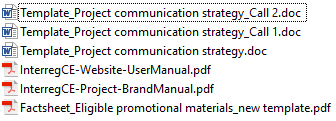 Template_Project communication strategy_Call 2.doc
Template_Project communication strategy_Call 1.doc
Template_Project communication strategy.doc
InterregCE-Website-UserManual.pdf
InterregCE-Project-BrandManual.pdf
Factsheet_Eligible promotional materials_new template.pdf